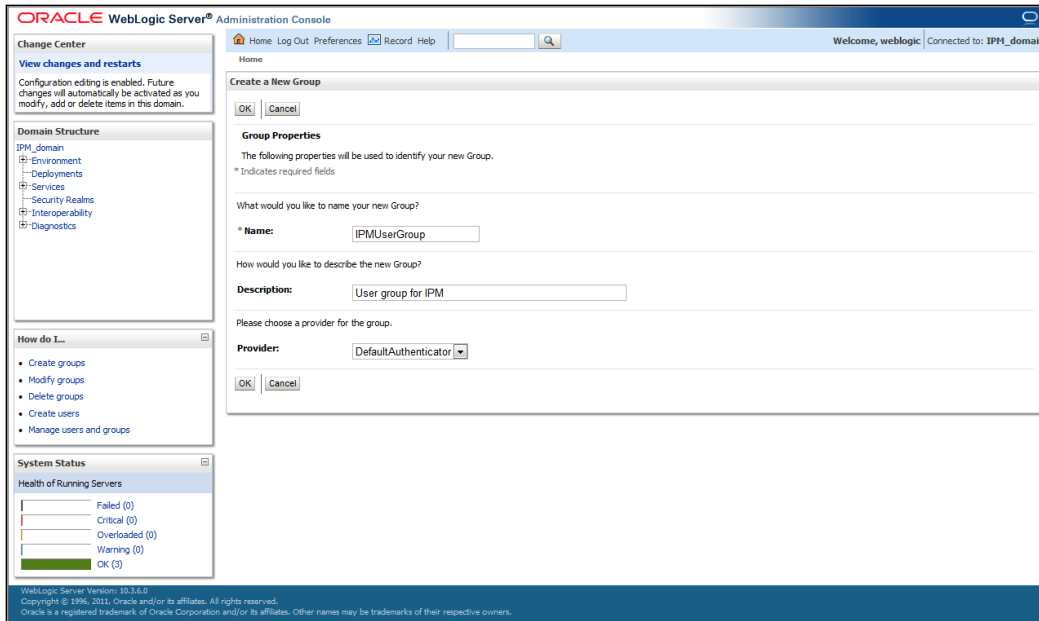 ORACLE WebLogic Server® Administration Console
Change Center
View changes and restarts
Configuration editing is enabled. Future
changes will automatically be activated as you
modify, add or delete items in this domain.
Domain Structure
IPM_domain
Environment
Deployments
Services
Security Realms
Interoperability
Diagnostics
How do I...
• Create groups
• Modify groups
• Delete groups
• Create users
• Manage users and groups
System Status
Health of Running Servers
Failed (0)
Critical (0)
Overloaded (0)
Warning (0)
OK (3)
Home Log Out Preferences Record Help
Welcome, weblogic Connected to: IPM_domai
Home
Create a New Group
OK Cancel
Group Properties
The following properties will be used to identify your new Group.
* Indicates required fields
What would you like to name your new Group?
* Name: IPMUserGroup
How would you like to describe the new Group?
Description: User group for IPM
Please choose a provider for the group.
Provider: DefaultAuthenticator
OK Cancel
WebLogic Server Version: 10.3.6.0
Copyright © 1996, 2011, Oracle and/or its affiliates. All rights reserved.
Oracle is a registered trademark of Oracle Corporation and/or its affiliates. Other names may be trademarks of their respective owners.